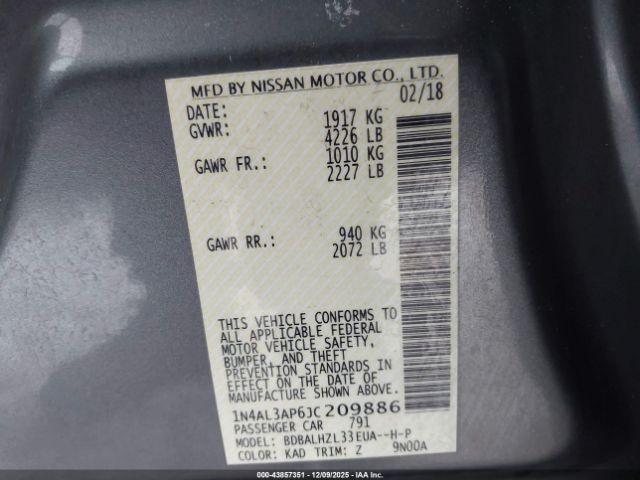 MFD BY NISSAN MOTOR CO., LTD.
DATE: 02/18
GVWR: 1917 KG
4226 LB
GAWR FR.: 1010 KG
2227 LB
GAWR RR.: 940 KG
2072 LB
THIS VEHICLE CONFORMS TO
ALL APPLICABLE FEDERAL
MOTOR VEHICLE SAFETY,
BUMPER, AND THEFT
PREVENTION STANDARDS IN
EFFECT ON THE DATE OF
MANUFACTURE SHOWN ABOVE.
1N4AL3AP6JC209886
PASSENGER CAR 791
MODEL: BDBALHZL33EUA--H-P
COLOR: KAD TRIM: Z 9N00A
000-43857351 - 12/09/2025 - IAA Inc.